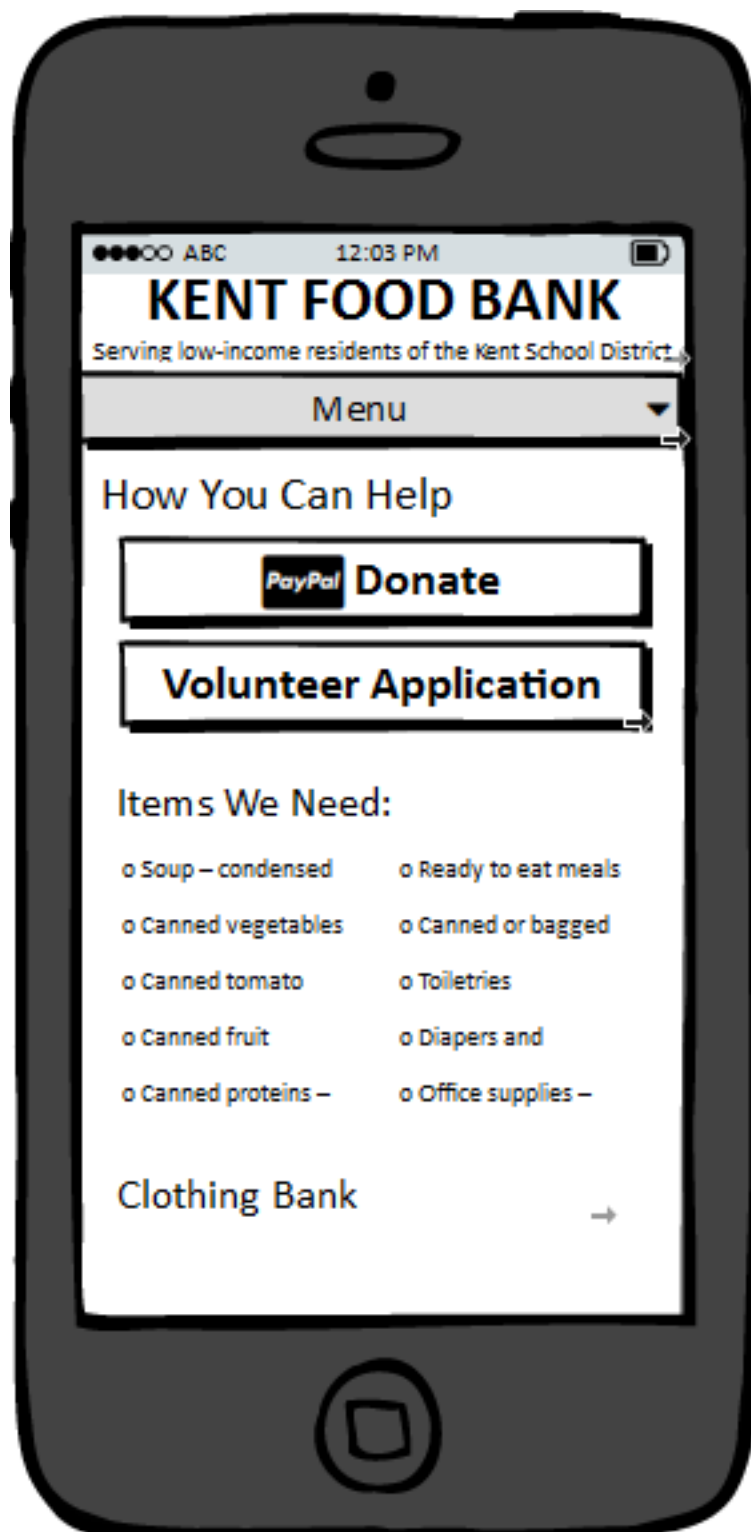 ABC 12:03 PM
KENT FOOD BANK
Serving low-income residents of the Kent School District
Menu
How You Can Help
PayPal Donate
Volunteer Application
Items We Need:
o Soup – condensed
o Canned vegetables
o Canned tomato
o Canned fruit
o Canned proteins –
o Ready to eat meals
o Canned or bagged
o Toiletries
o Diapers and
o Office supplies –
Clothing Bank